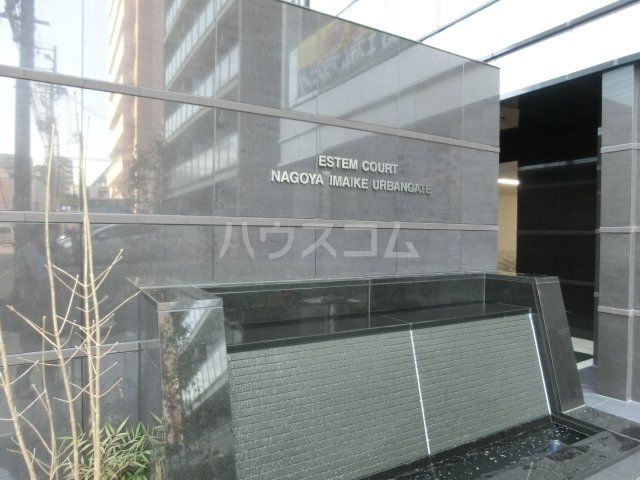 ESTEM COURT
NAGOYA IMAIKE URBANGATE
ハウスコム